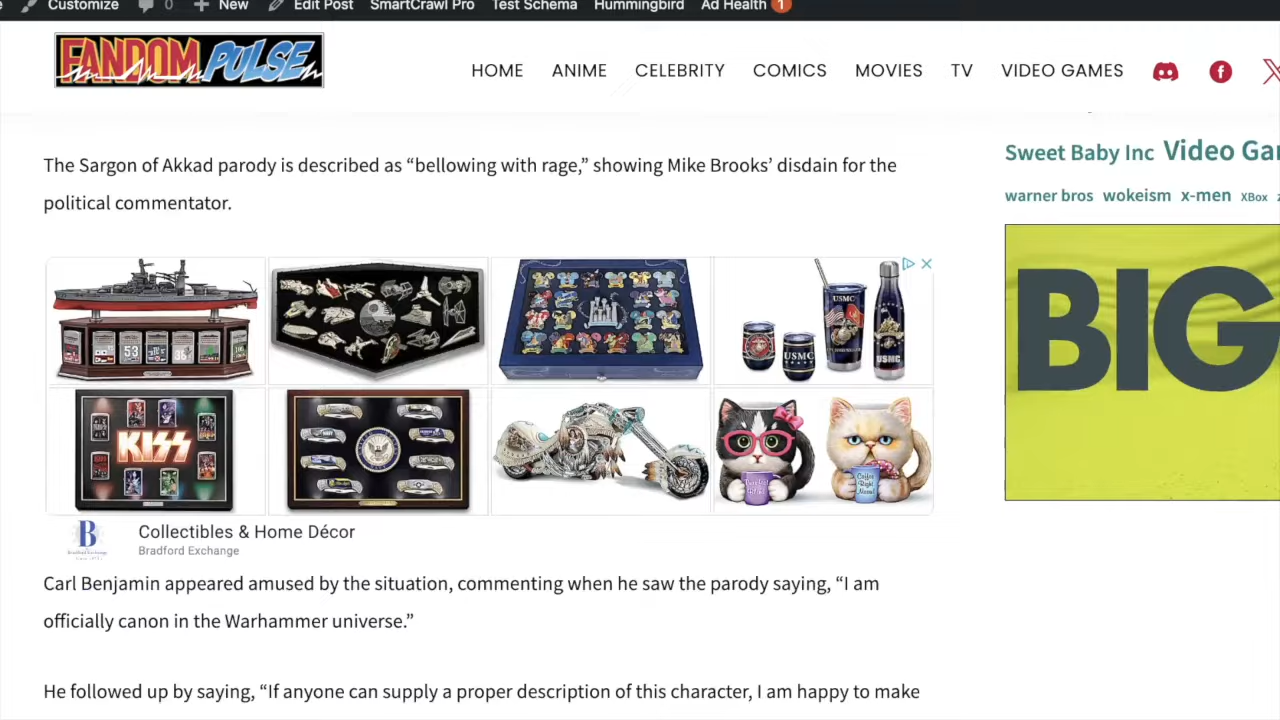 Customize
0
New
Edit Post
SmartCrawl Pro
Test Schema
Hummingbird
Ad Health
1
FANDOM PULSE
HOME
ANIME
CELEBRITY
COMICS
MOVIES
TV
VIDEO GAMES
The Sargon of Akkad parody is described as “bellowing with rage,” showing Mike Brooks’ disdain for the
political commentator.
Sweet Baby Inc Video Ga
warner bros wokeism x-men XBox
BIG
53
36
USMC
USMC
USMC
KISS
B
Collectibles & Home Décor
Bradford Exchange
Carl Benjamin appeared amused by the situation, commenting when he saw the parody saying, “I am
officially canon in the Warhammer universe.”
He followed up by saying, “If anyone can supply a proper description of this character, I am happy to make